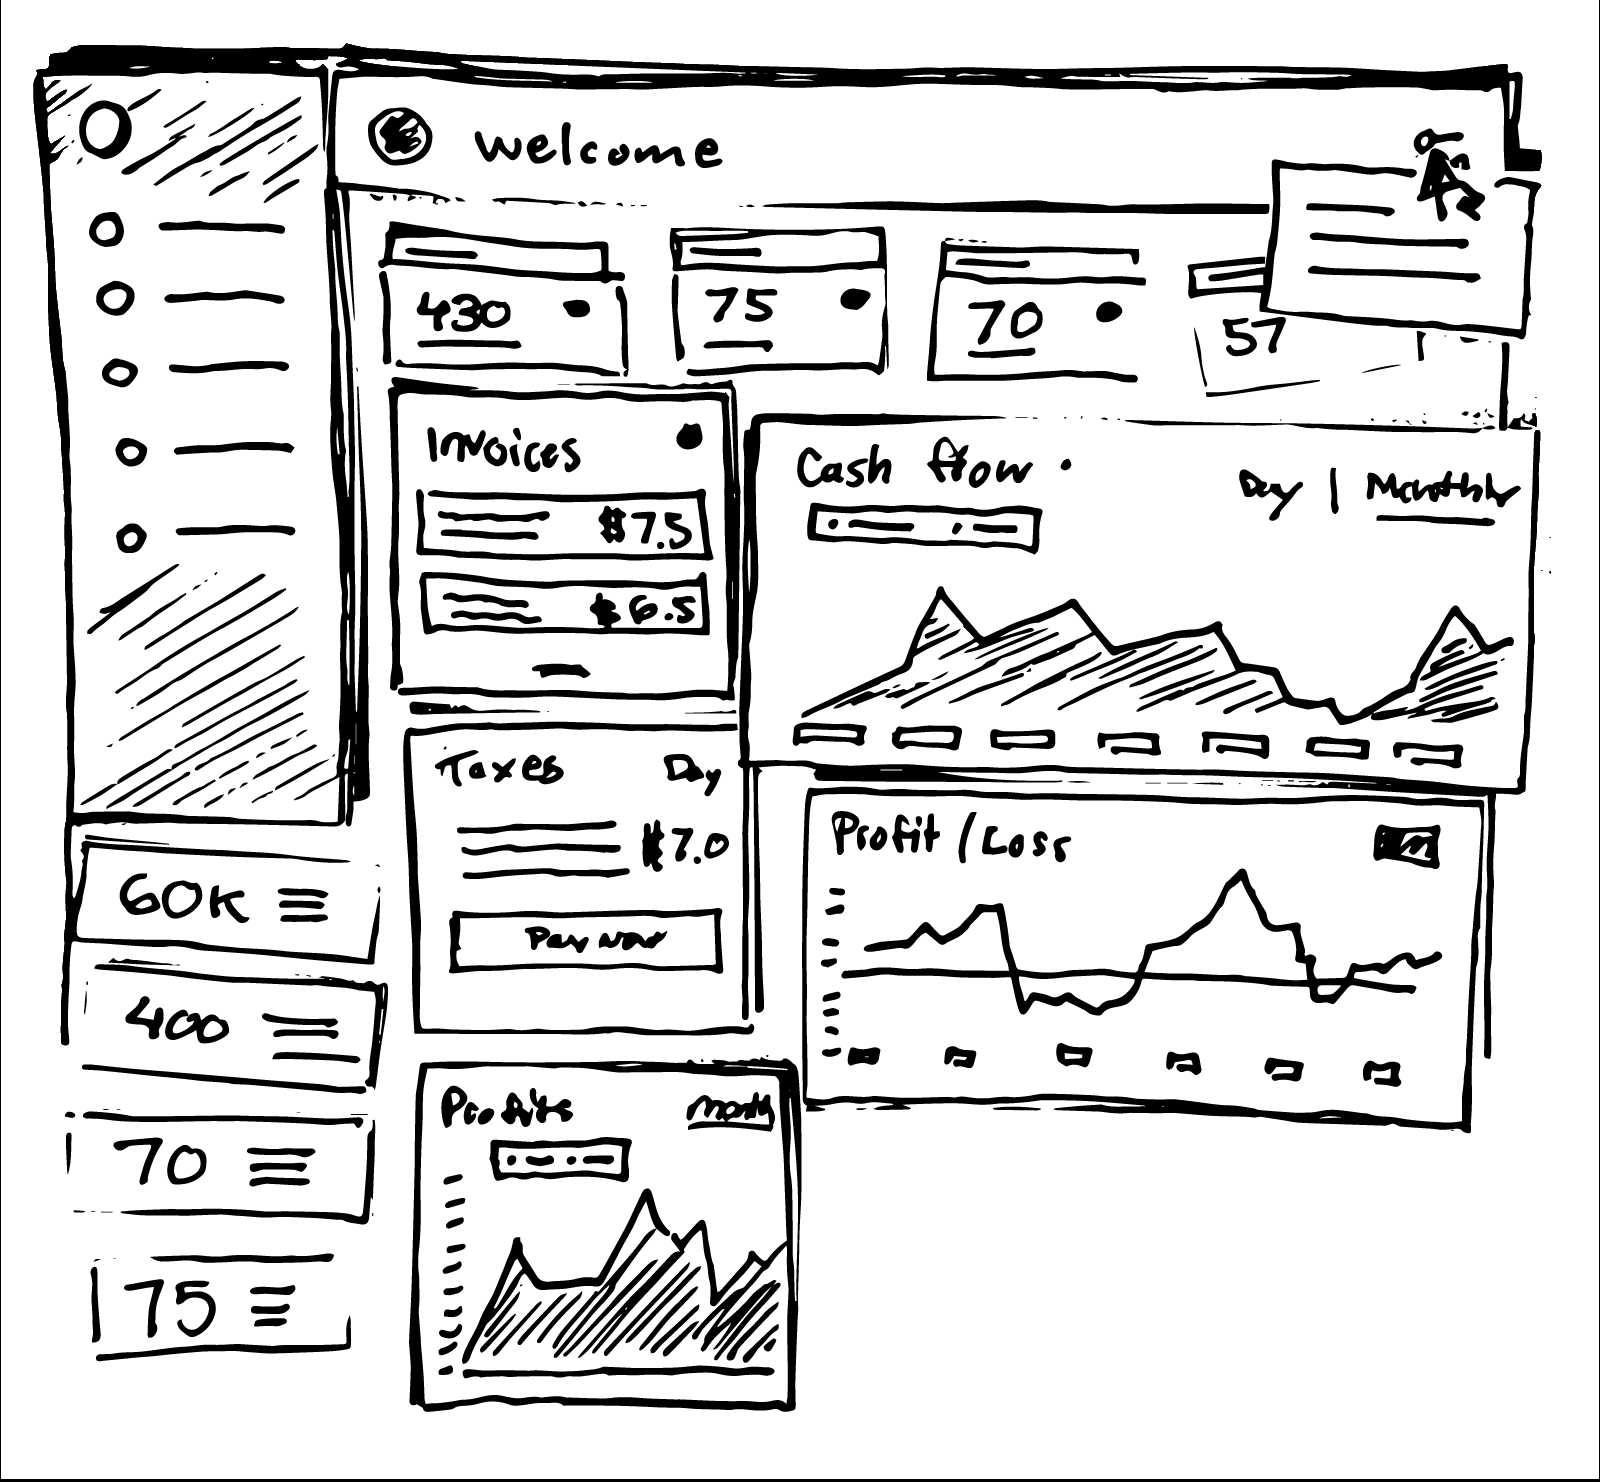 welcome
430
75
70
57
Invoices
$7.5
$6.5
Cash flow
Day | Monthly
Taxes
Day
$7.0
Pay now
Profit / Loss
Profits
month
60K
400
70
75